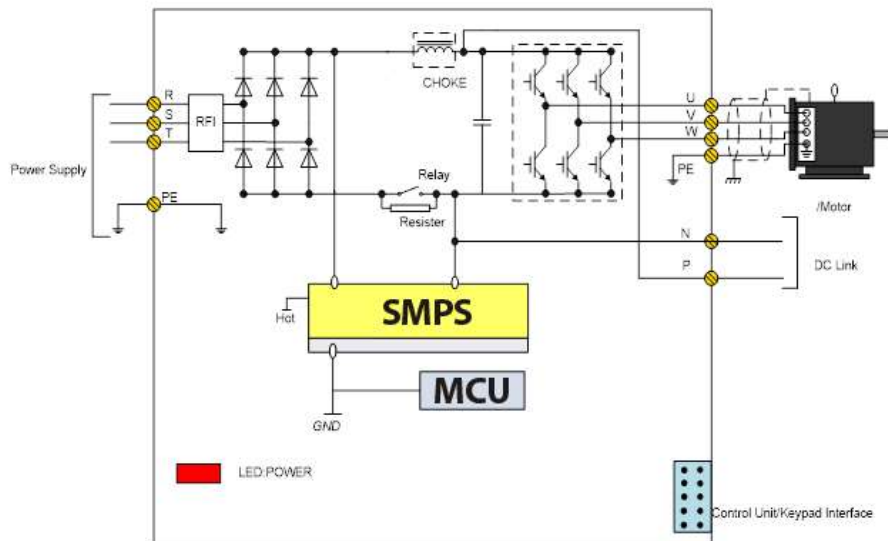 CHOKE
R
S
T
RFI
Power Supply
PE
Relay
Resister
U
V
W
PE
/Motor
N
P
DC Link
SMPS
Hot
MCU
GND
LED:POWER
Control Unit/Keypad Interface